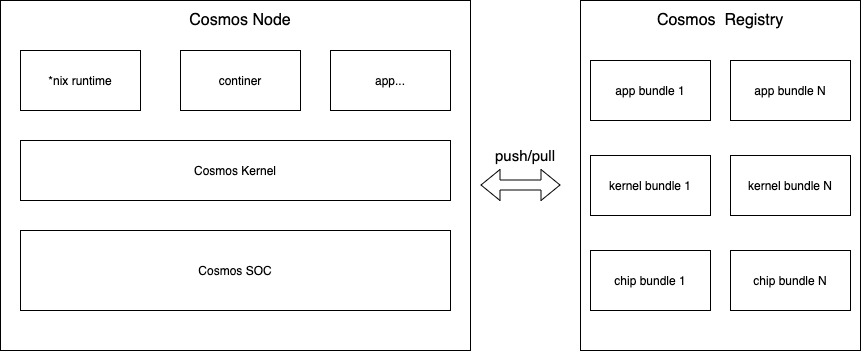 Cosmos Node
*nix runtime
continer
app...
Cosmos Kernel
Cosmos SOC
push/pull
Cosmos Registry
app bundle 1
app bundle N
kernel bundle 1
kernel bundle N
chip bundle 1
chip bundle N